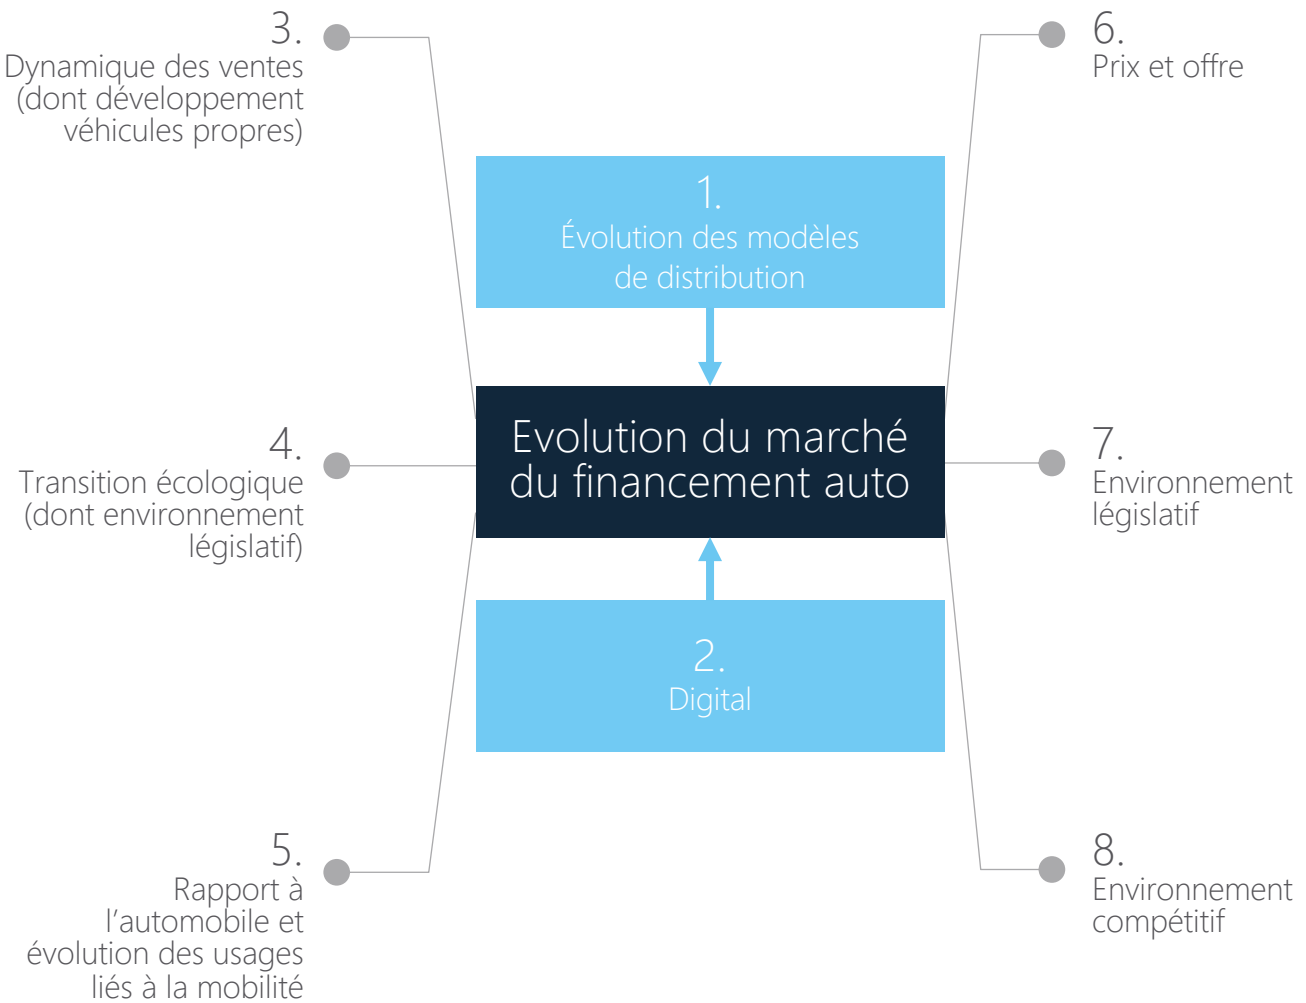 3.
Dynamique des ventes
(dont développement
véhicules propres)
6.
Prix et offre
1.
Évolution des modèles
de distribution
Evolution du marché
du financement auto
4.
Transition écologique
(dont environnement
législatif)
7.
Environnement
législatif
2.
Digital
5.
Rapport à
l’automobile et
évolution des usages
liés à la mobilité
8.
Environnement
compétitif